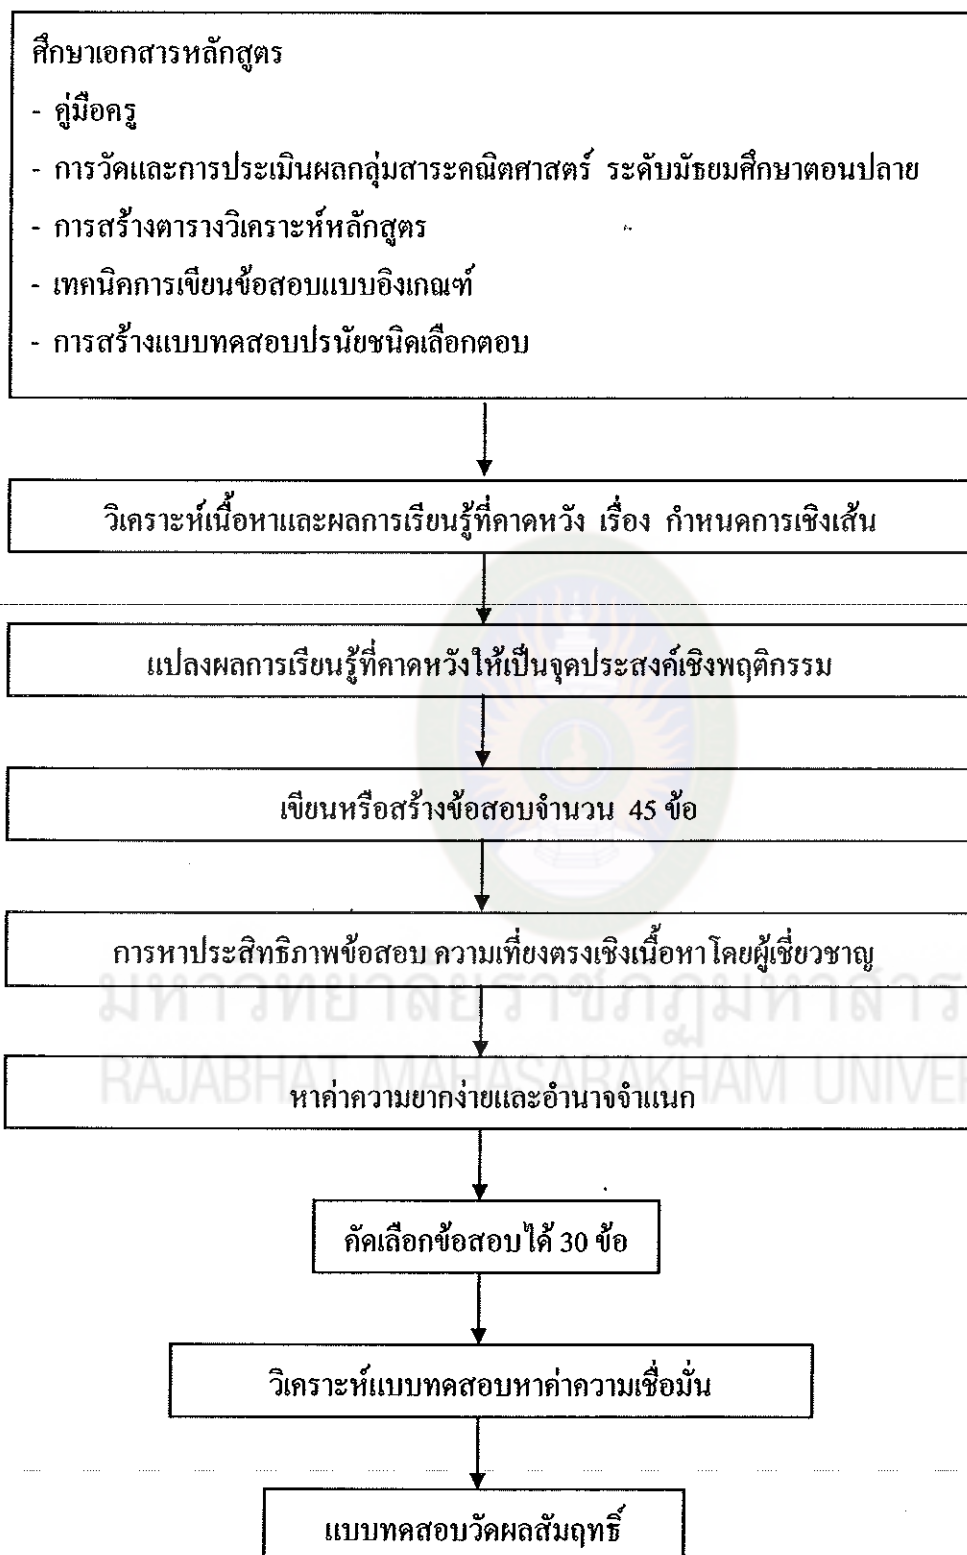 ศึกษาเอกสารหลักสูตร
- คู่มือครู
- การวัดและการประเมินผลกลุ่มสาระคณิตศาสตร์ ระดับมัธยมศึกษาตอนปลาย
- การสร้างตารางวิเคราะห์หลักสูตร
- เทคนิคการเขียนข้อสอบแบบอิงเกณฑ์
- การสร้างแบบทดสอบปรนัยชนิดเลือกตอบ
วิเคราะห์เนื้อหาและผลการเรียนรู้ที่คาดหวัง เรื่อง กำหนดการเชิงเส้น
แปลงผลการเรียนรู้ที่คาดหวังให้เป็นจุดประสงค์เชิงพฤติกรรม
เขียนหรือสร้างข้อสอบจำนวน 45 ข้อ
การหาประสิทธิภาพข้อสอบ ความเที่ยงตรงเชิงเนื้อหาโดยผู้เชี่ยวชาญ
มหาวิทยาลัยราชภัฏมหาสาร
RAJABHAT MAHASARAKHAM UNIVER
หาค่าความยากง่ายและอำนาจจำแนก
คัดเลือกข้อสอบได้ 30 ข้อ
วิเคราะห์แบบทดสอบหาค่าความเชื่อมั่น
แบบทดสอบวัดผลสัมฤทธิ์